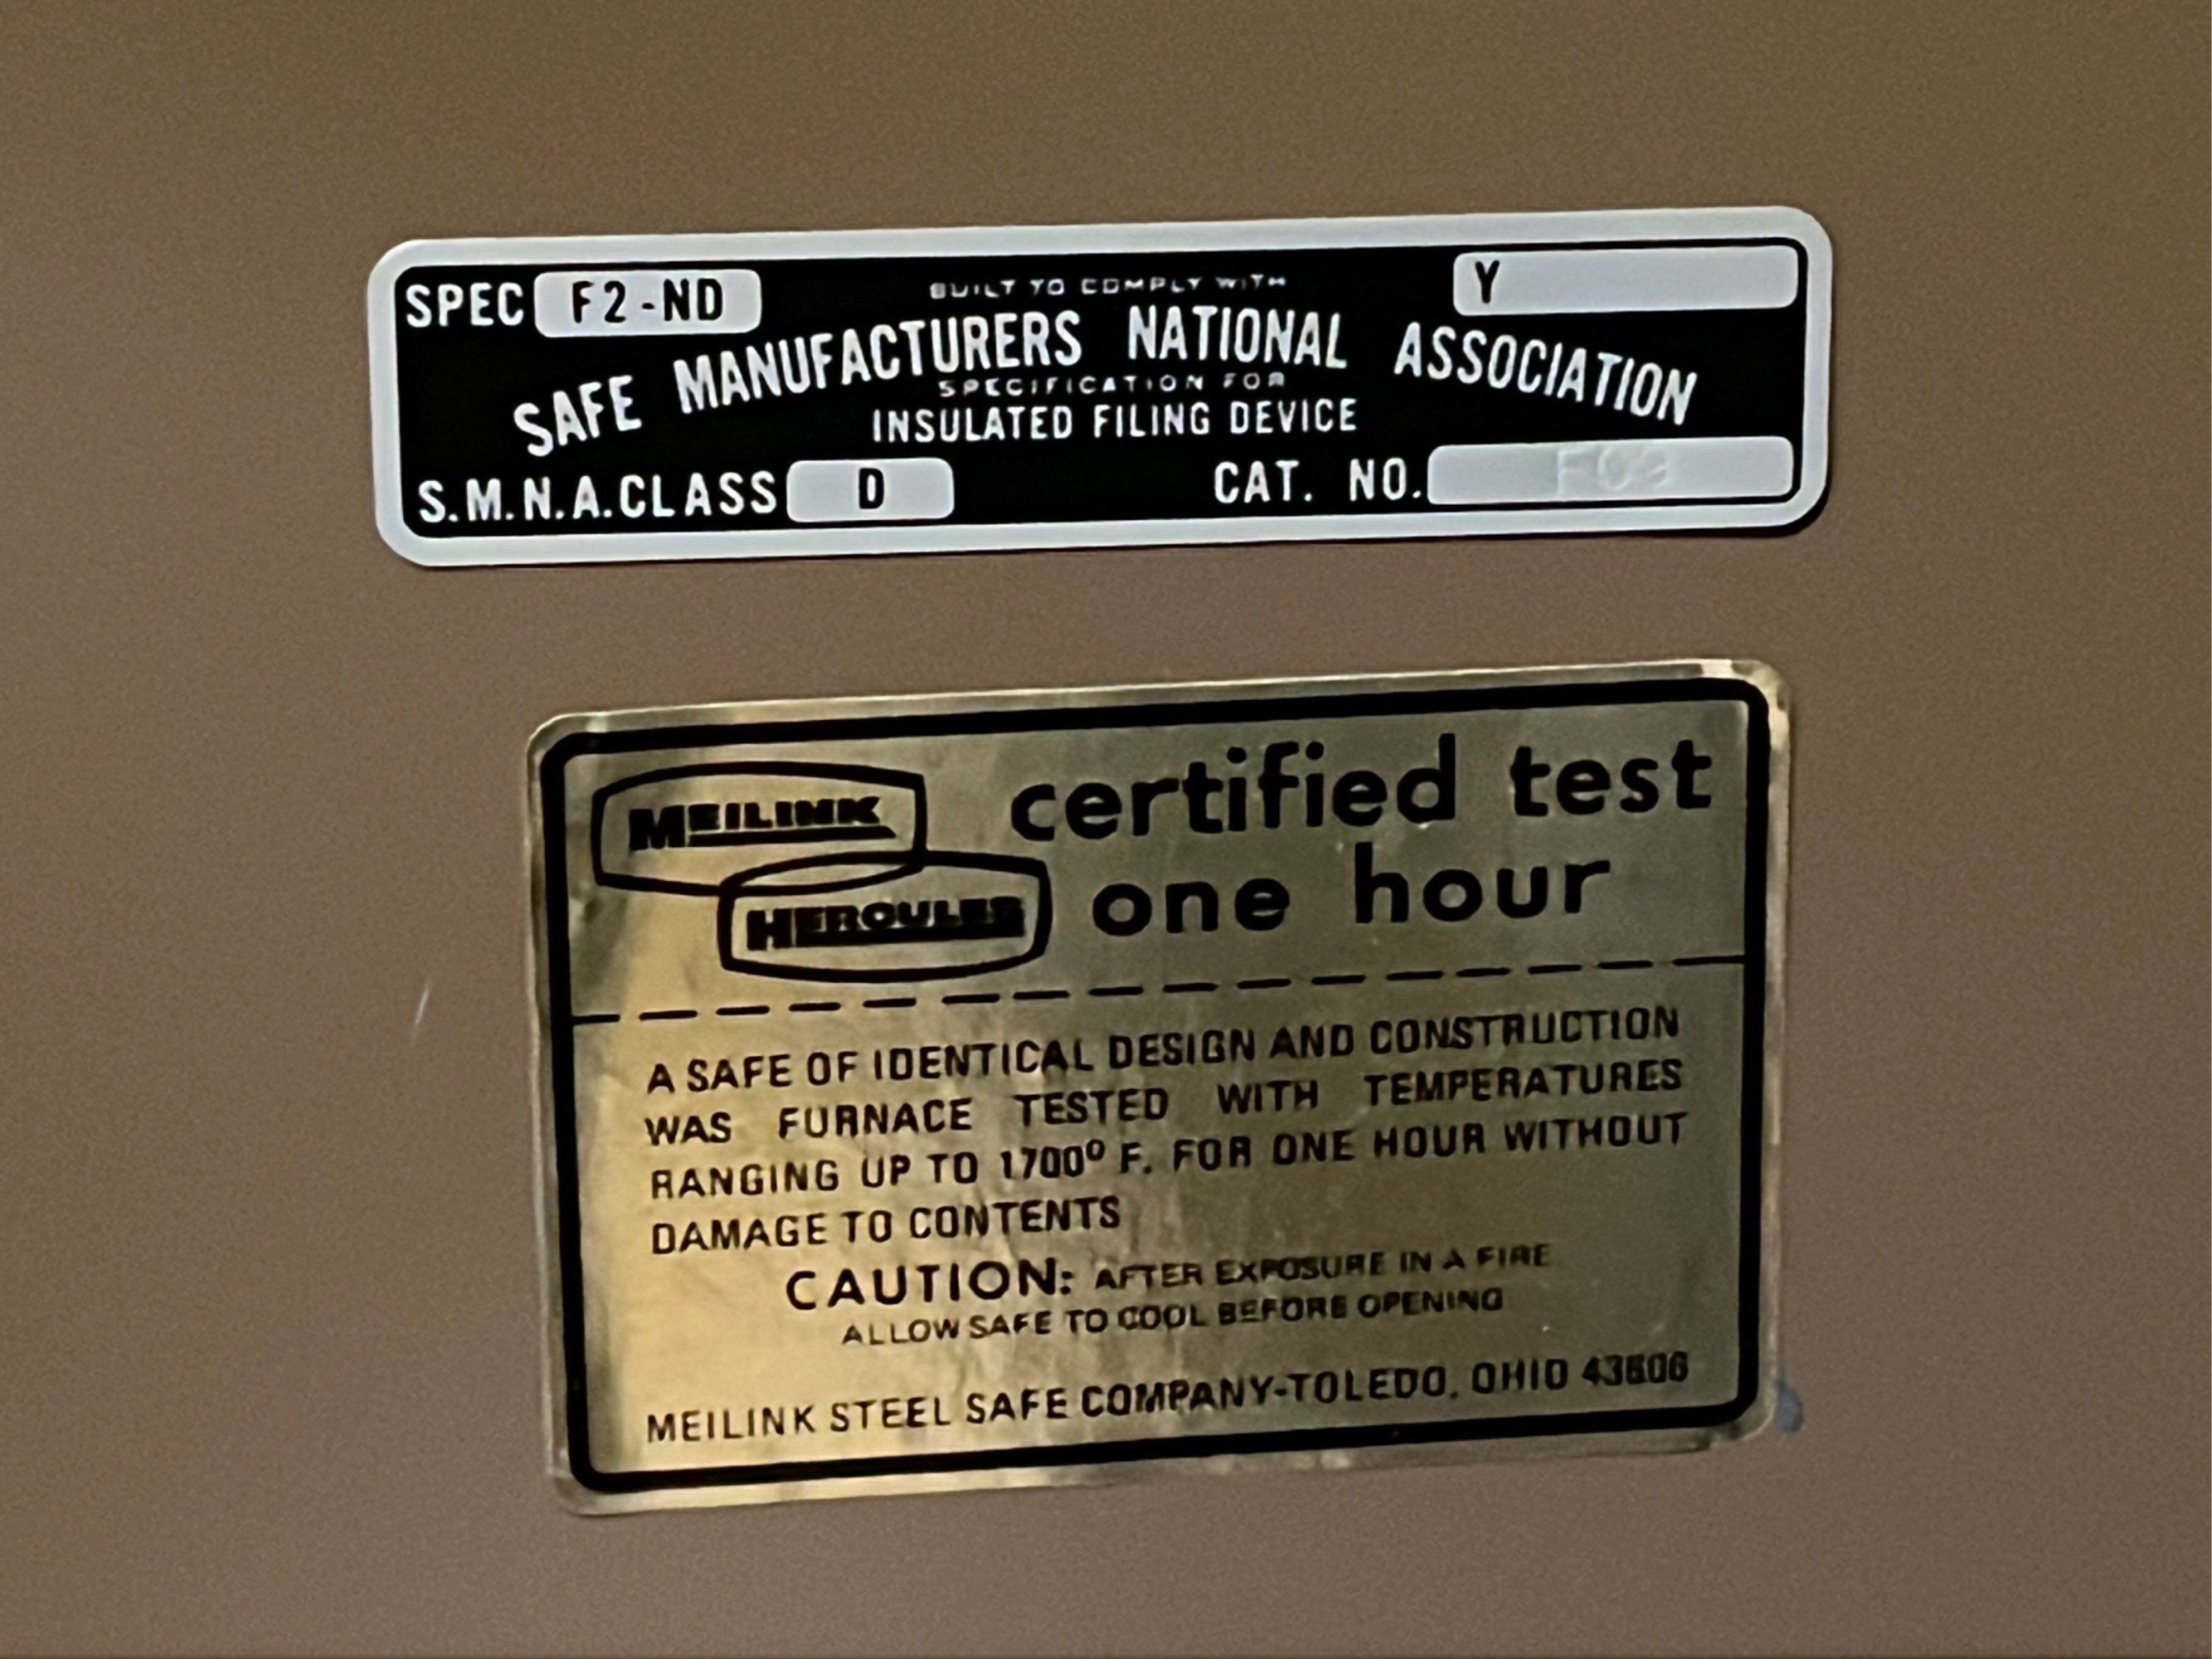 SPEC F2-ND
BUILT TO COMPLY WITH
Y
SAFE MANUFACTURERS NATIONAL ASSOCIATION
SPECIFICATION FOR
INSULATED FILING DEVICE
S.M.N.A.CLASS D
CAT. NO.
MEILINK
HERCULES
certified test
one hour
A SAFE OF IDENTICAL DESIGN AND CONSTRUCTION
WAS FURNACE TESTED WITH TEMPERATURES
RANGING UP TO 1700° F. FOR ONE HOUR WITHOUT
DAMAGE TO CONTENTS
CAUTION: AFTER EXPOSURE IN A FIRE
ALLOW SAFE TO COOL BEFORE OPENING
MEILINK STEEL SAFE COMPANY-TOLEDO, OHIO